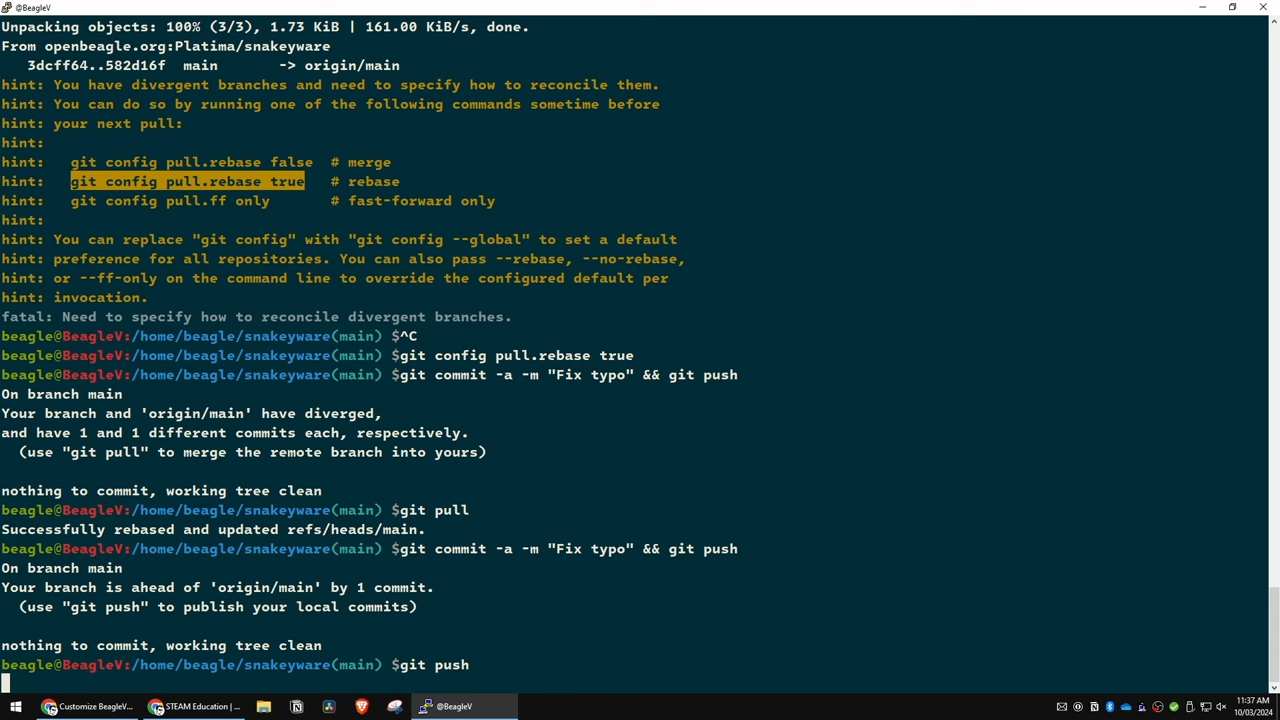 @BeagleV
Unpacking objects: 100% (3/3), 1.73 KiB | 161.00 KiB/s, done.
From openbeagle.org:Platima/snakeyware
   3dcff64..582d16f  main       -> origin/main
hint: You have divergent branches and need to specify how to reconcile them.
hint: You can do so by running one of the following commands sometime before
hint: your next pull:
hint:
hint:   git config pull.rebase false  # merge
hint:   git config pull.rebase true   # rebase
hint:   git config pull.ff only       # fast-forward only
hint:
hint: You can replace "git config" with "git config --global" to set a default
hint: preference for all repositories. You can also pass --rebase, --no-rebase,
hint: or --ff-only on the command line to override the configured default per
hint: invocation.
fatal: Need to specify how to reconcile divergent branches.
beagle@BeagleV:/home/beagle/snakeyware(main) $^C
beagle@BeagleV:/home/beagle/snakeyware(main) $git config pull.rebase true
beagle@BeagleV:/home/beagle/snakeyware(main) $git commit -a -m "Fix typo" && git push
On branch main
Your branch and 'origin/main' have diverged,
and have 1 and 1 different commits each, respectively.
  (use "git pull" to merge the remote branch into yours)
nothing to commit, working tree clean
beagle@BeagleV:/home/beagle/snakeyware(main) $git pull
Successfully rebased and updated refs/heads/main.
beagle@BeagleV:/home/beagle/snakeyware(main) $git commit -a -m "Fix typo" && git push
On branch main
Your branch is ahead of 'origin/main' by 1 commit.
  (use "git push" to publish your local commits)
nothing to commit, working tree clean
beagle@BeagleV:/home/beagle/snakeyware(main) $git push
Customize BeagleV...
STEAM Education | ...
@BeagleV
11:37 AM
10/03/2024